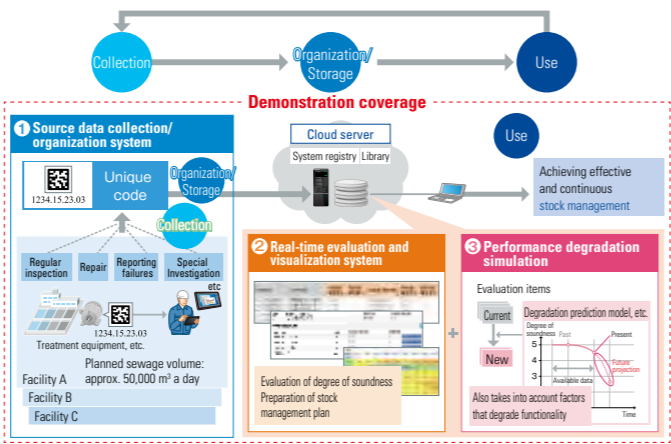 Collection
Organization/
Storage
Use
Demonstration coverage
1 Source data collection/
organization system
1234.15.23.03
Unique
code
Organization/
Storage
Collection
Regular
inspection
Repair
Reporting
failures
Special
Investigation
etc
1234.15.23.03
Treatment equipment, etc.
Planned sewage volume:
approx. 50,000 m³ a day
Facility A
Facility B
Facility C
Cloud server
System registry
Library
Use
Achieving effective
and continuous
stock management
2 Real-time evaluation and
visualization system
Evaluation of degree of soundness
Preparation of stock
management plan
+
3 Performance degradation
simulation
Evaluation items
Current
New
Degradation prediction model, etc.
Degree of
soundness
Past
Present
5
4
3
Future
projection
Available data
Time
Also takes into account factors
that degrade functionality